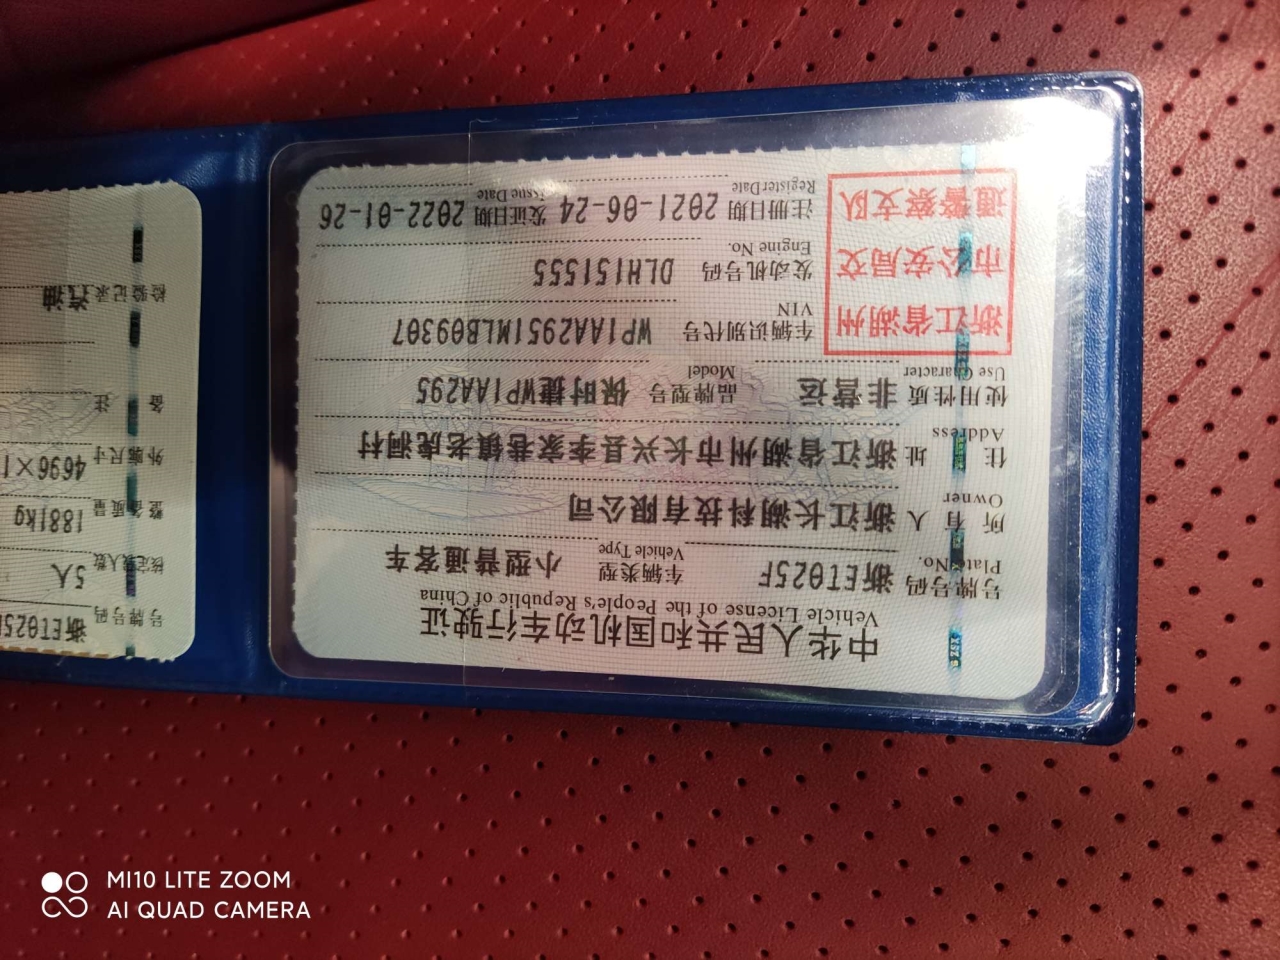 中华人民共和国机动车行驶证
Vehicle License of the People's Republic of China
号牌号码 浙ET025F 车辆类型 小型普通客车
Plate No. Vehicle Type
所有人 浙江长湖科技有限公司
Owner
住址 浙江省湖州市长兴县李家巷镇老虎洞村
Address
使用性质 非营运 品牌型号 保时捷WP1AA295
Use Character Model
浙江省湖州
市公安局交
通警察支队
车辆识别代号 WP1AA2951MLB09307
VIN
发动机号码 DLH151555
Engine No.
注册日期 2021-06-24 发证日期 2022-01-26
Register Date Issue Date
号牌号码 浙ET025
核定载人数 5人
整备质量 1881kg
外廓尺寸 4696×1
备注
检验记录 汽油
MI10 LITE ZOOM
AI QUAD CAMERA